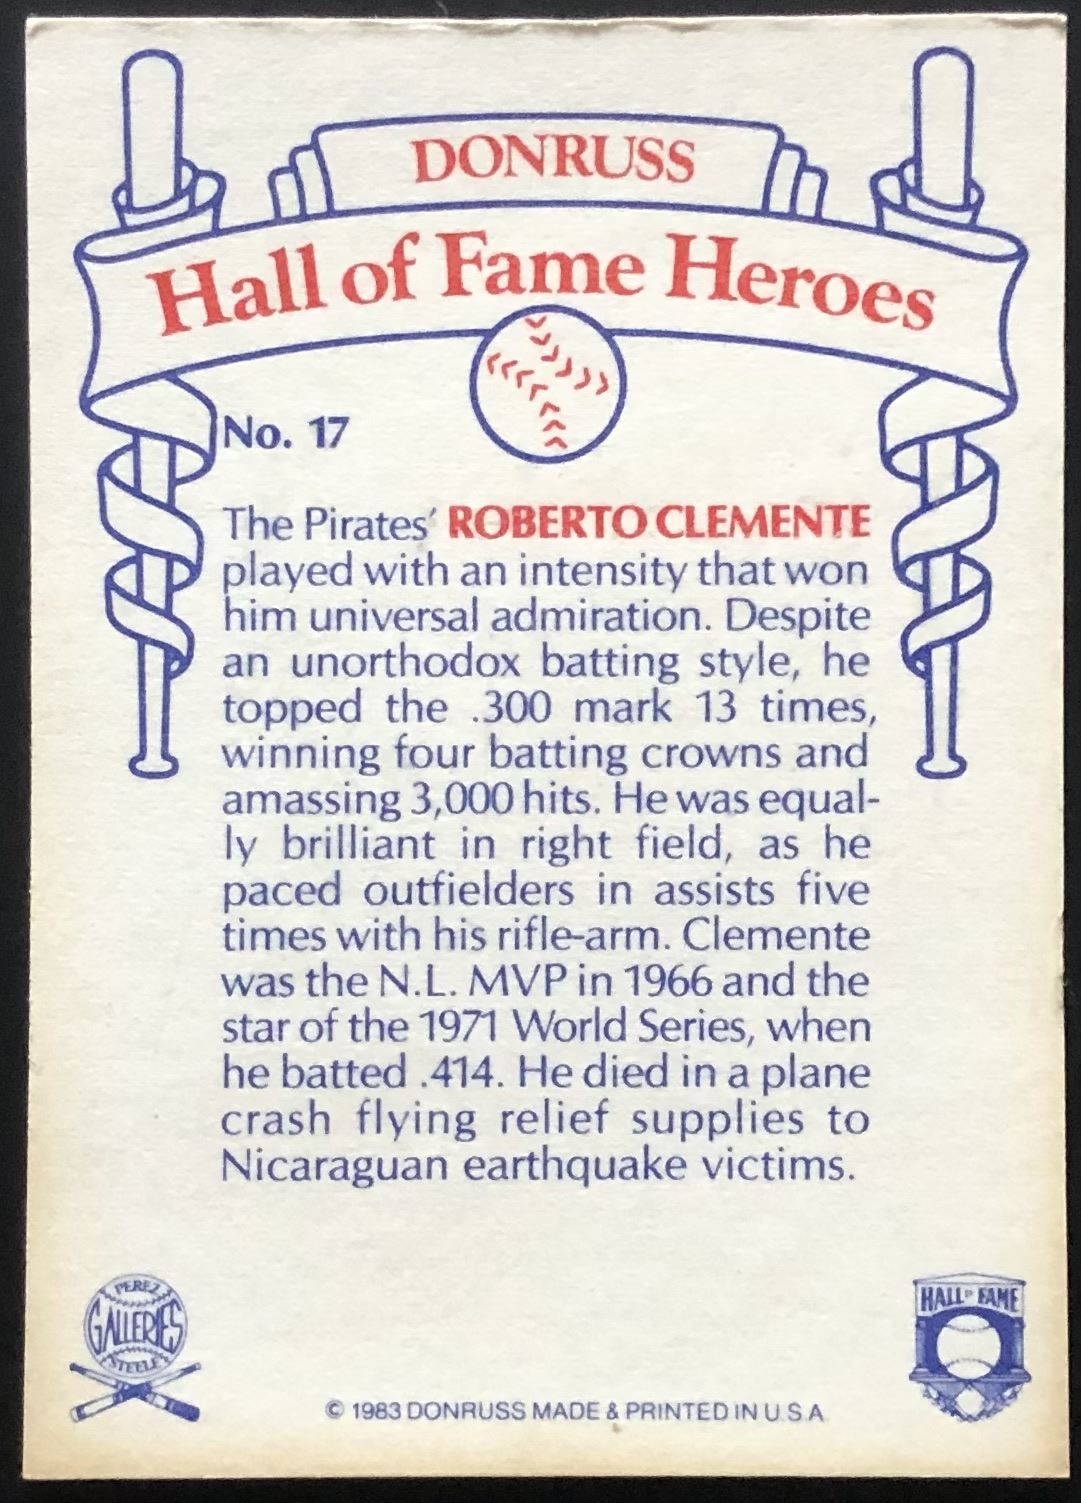 DONRUSS
Hall of Fame Heroes
No. 17
The Pirates' ROBERTO CLEMENTE
played with an intensity that won
him universal admiration. Despite
an unorthodox batting style, he
topped the .300 mark 13 times,
winning four batting crowns and
amassing 3,000 hits. He was equal-
ly brilliant in right field, as he
paced outfielders in assists five
times with his rifle-arm. Clemente
was the N.L. MVP in 1966 and the
star of the 1971 World Series, when
he batted .414. He died in a plane
crash flying relief supplies to
Nicaraguan earthquake victims.
PEREZ
GALLERIES
STEELE
HALL OF FAME
© 1983 DONRUSS MADE & PRINTED IN U.S.A